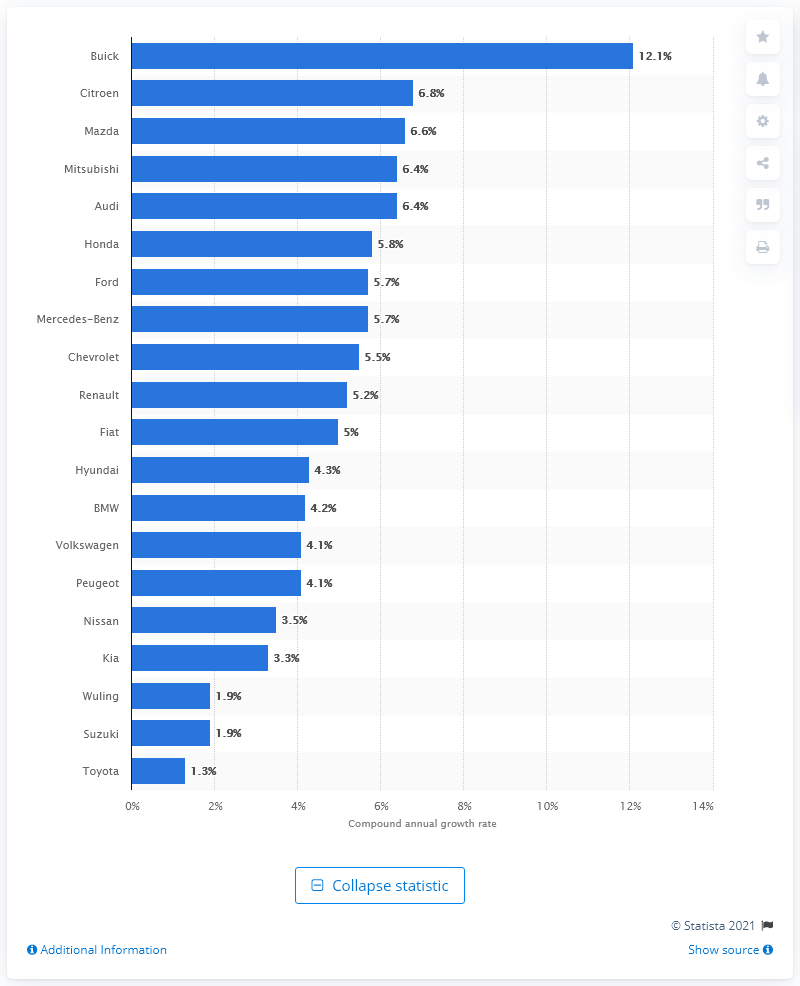 Buick 12.1%
Citroen 6.8%
Mazda 6.6%
Mitsubishi 6.4%
Audi 6.4%
Honda 5.8%
Ford 5.7%
Mercedes-Benz 5.7%
Chevrolet 5.5%
Renault 5.2%
Fiat 5%
Hyundai 4.3%
BMW 4.2%
Volkswagen 4.1%
Peugeot 4.1%
Nissan 3.5%
Kia 3.3%
Wuling 1.9%
Suzuki 1.9%
Toyota 1.3%
0% 2% 4% 6% 8% 10% 12% 14%
Compound annual growth rate
Collapse statistic
© Statista 2021
Additional Information
Show source